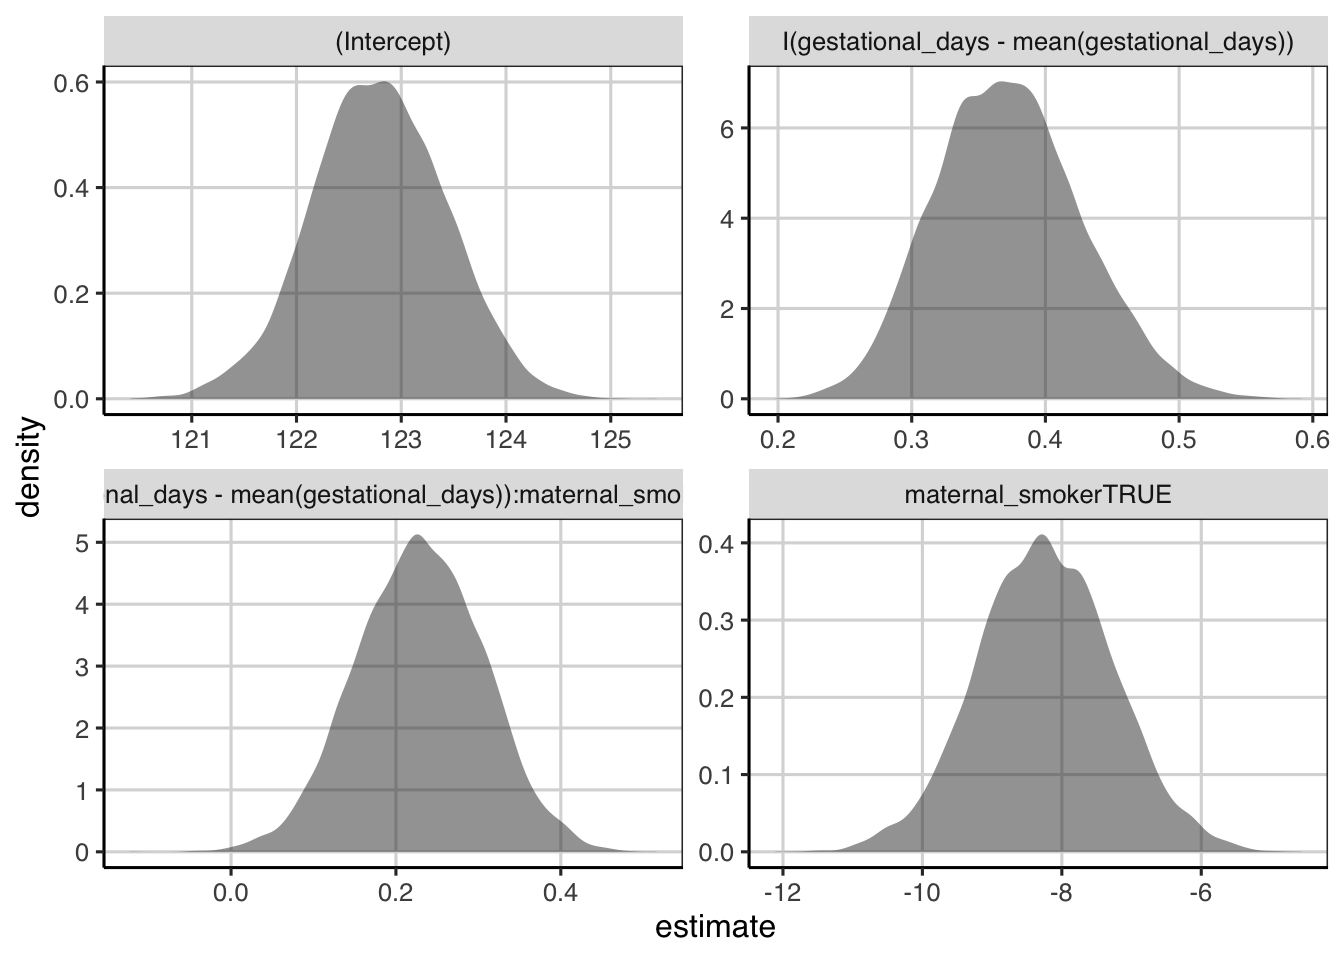 (Intercept)
I(gestational_days - mean(gestational_days))
0.6
0.4
0.2
0.0
121 122 123 124 125
6
4
2
0
0.2 0.3 0.4 0.5 0.6
density
nal_days - mean(gestational_days)):maternal_smo
maternal_smokerTRUE
5
4
3
2
1
0
0.0 0.2 0.4
0.4
0.3
0.2
0.1
0.0
-12 -10 -8 -6
estimate